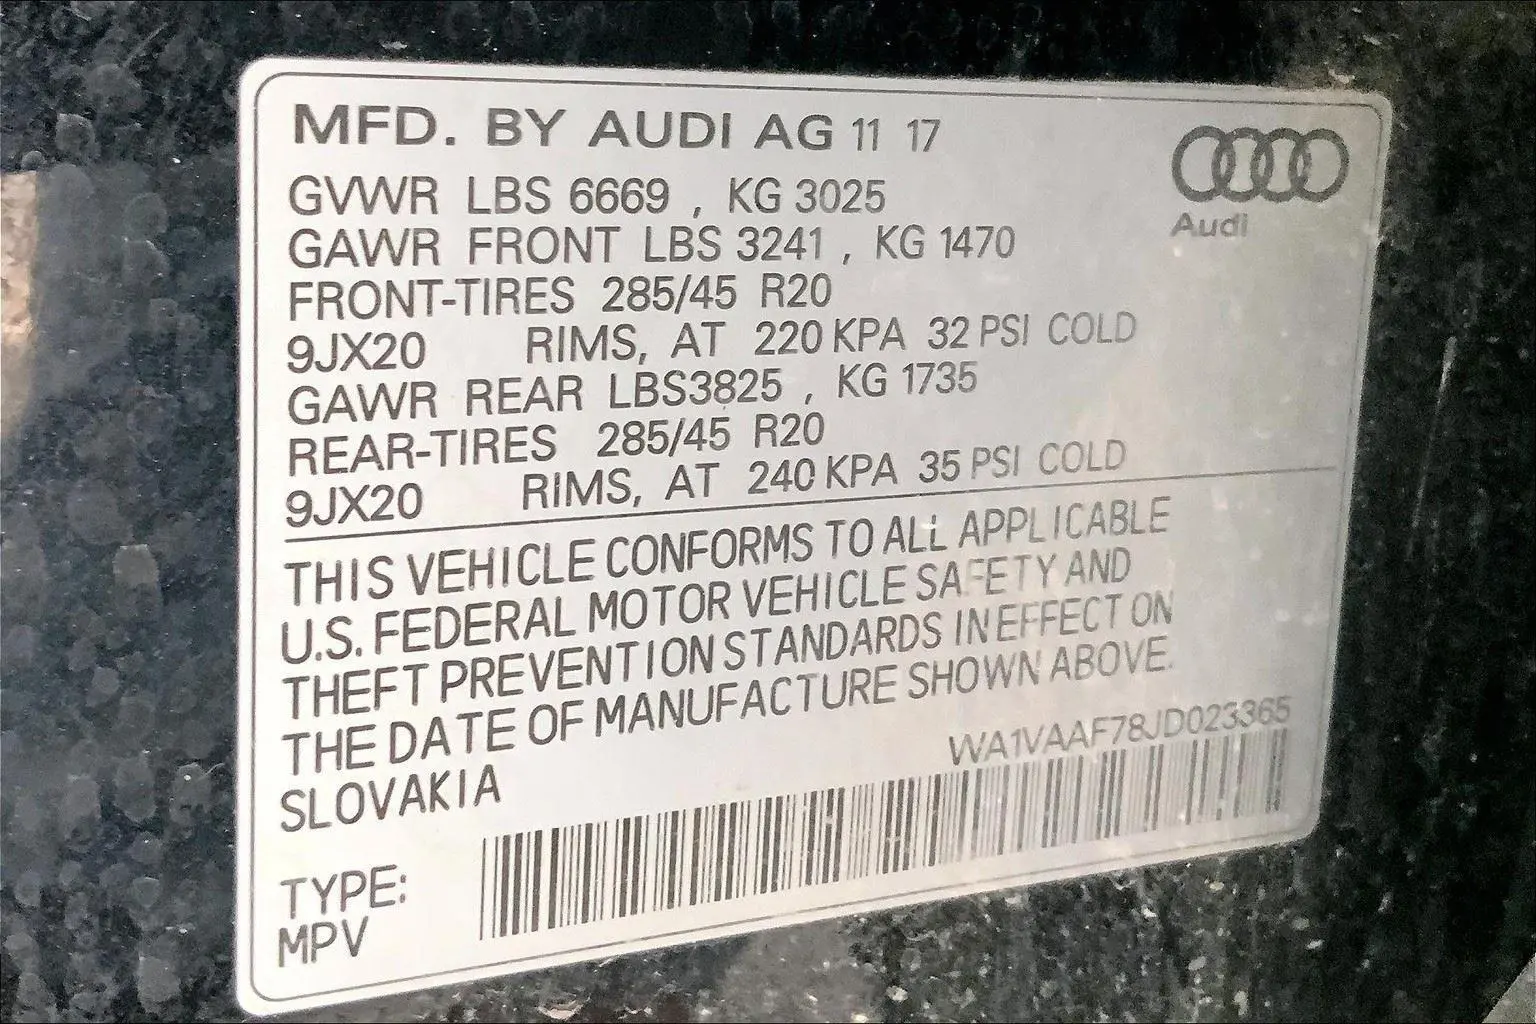 MFD. BY AUDI AG 11 17
Audi
GVWR LBS 6669 , KG 3025
GAWR FRONT LBS 3241 , KG 1470
FRONT-TIRES 285/45 R20
9JX20 RIMS, AT 220 KPA 32 PSI COLD
GAWR REAR LBS3825 , KG 1735
REAR-TIRES 285/45 R20
9JX20 RIMS, AT 240 KPA 35 PSI COLD
THIS VEHICLE CONFORMS TO ALL APPLICABLE
U.S. FEDERAL MOTOR VEHICLE SAFETY AND
THEFT PREVENTION STANDARDS IN EFFECT ON
THE DATE OF MANUFACTURE SHOWN ABOVE.
SLOVAKIA
WA1VAAF78JD023365
TYPE:
MPV